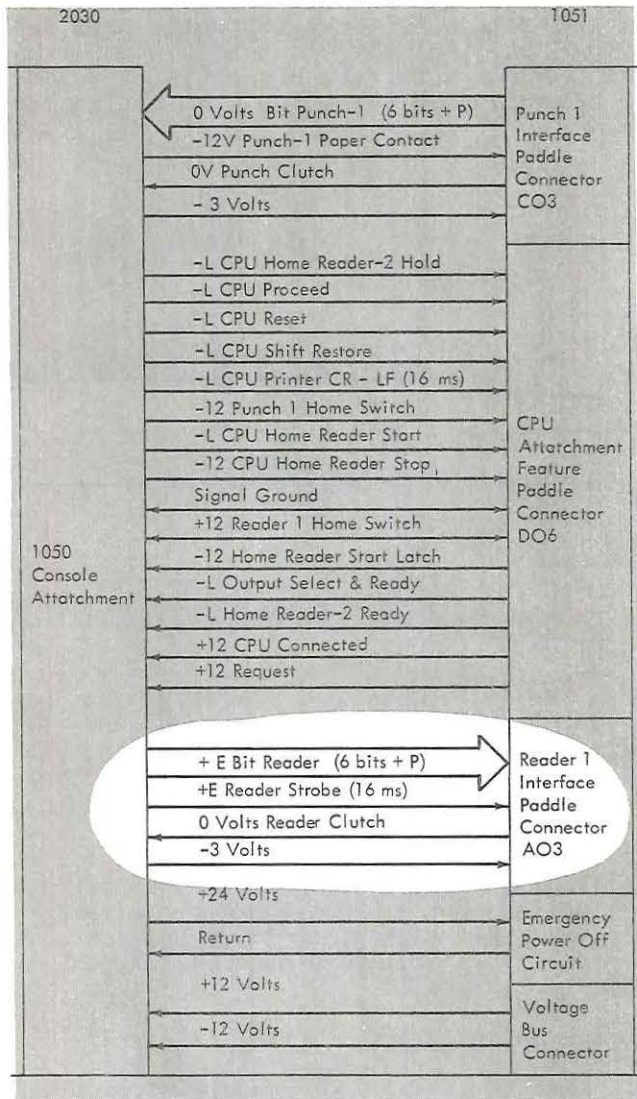 2030
1051
0 Volts Bit Punch-1 (6 bits + P)
-12V Punch-1 Paper Contact
0V Punch Clutch
- 3 Volts
Punch 1
Interface
Paddle
Connector
CO3
-L CPU Home Reader-2 Hold
-L CPU Proceed
-L CPU Reset
-L CPU Shift Restore
-L CPU Printer CR - LF (16 ms)
-12 Punch 1 Home Switch
-L CPU Home Reader Start
-12 CPU Home Reader Stop
Signal Ground
+12 Reader 1 Home Switch
-12 Home Reader Start Latch
-L Output Select & Ready
-L Home Reader-2 Ready
+12 CPU Connected
+12 Request
CPU
Attatchment
Feature
Paddle
Connector
DO6
1050
Console
Attatchment
+ E Bit Reader (6 bits + P)
+E Reader Strobe (16 ms)
0 Volts Reader Clutch
-3 Volts
Reader 1
Interface
Paddle
Connector
AO3
+24 Volts
Return
Emergency
Power Off
Circuit
+12 Volts
-12 Volts
Voltage
Bus
Connector